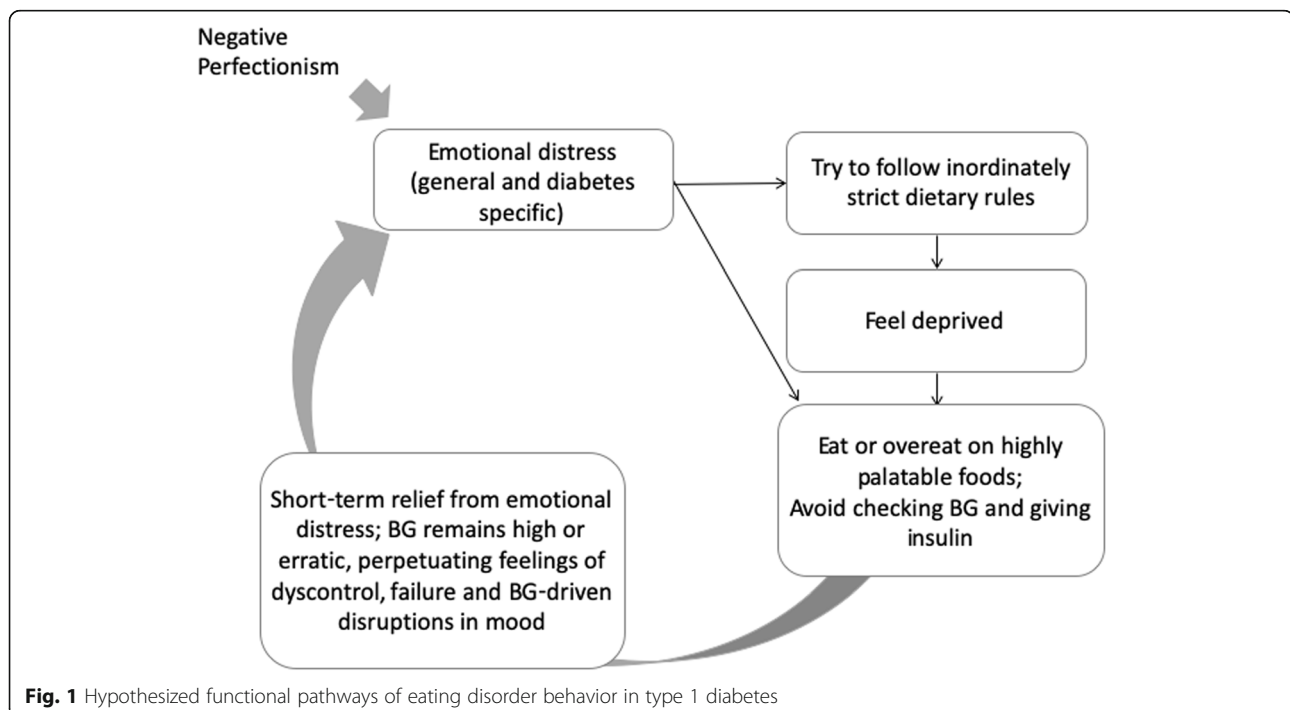 Negative
Perfectionism
Emotional distress
(general and diabetes
specific)
Try to follow inordinately
strict dietary rules
Feel deprived
Eat or overeat on highly
palatable foods;
Avoid checking BG and giving
insulin
Short-term relief from emotional
distress; BG remains high or
erratic, perpetuating feelings of
dyscontrol, failure and BG-driven
disruptions in mood
Fig. 1 Hypothesized functional pathways of eating disorder behavior in type 1 diabetes